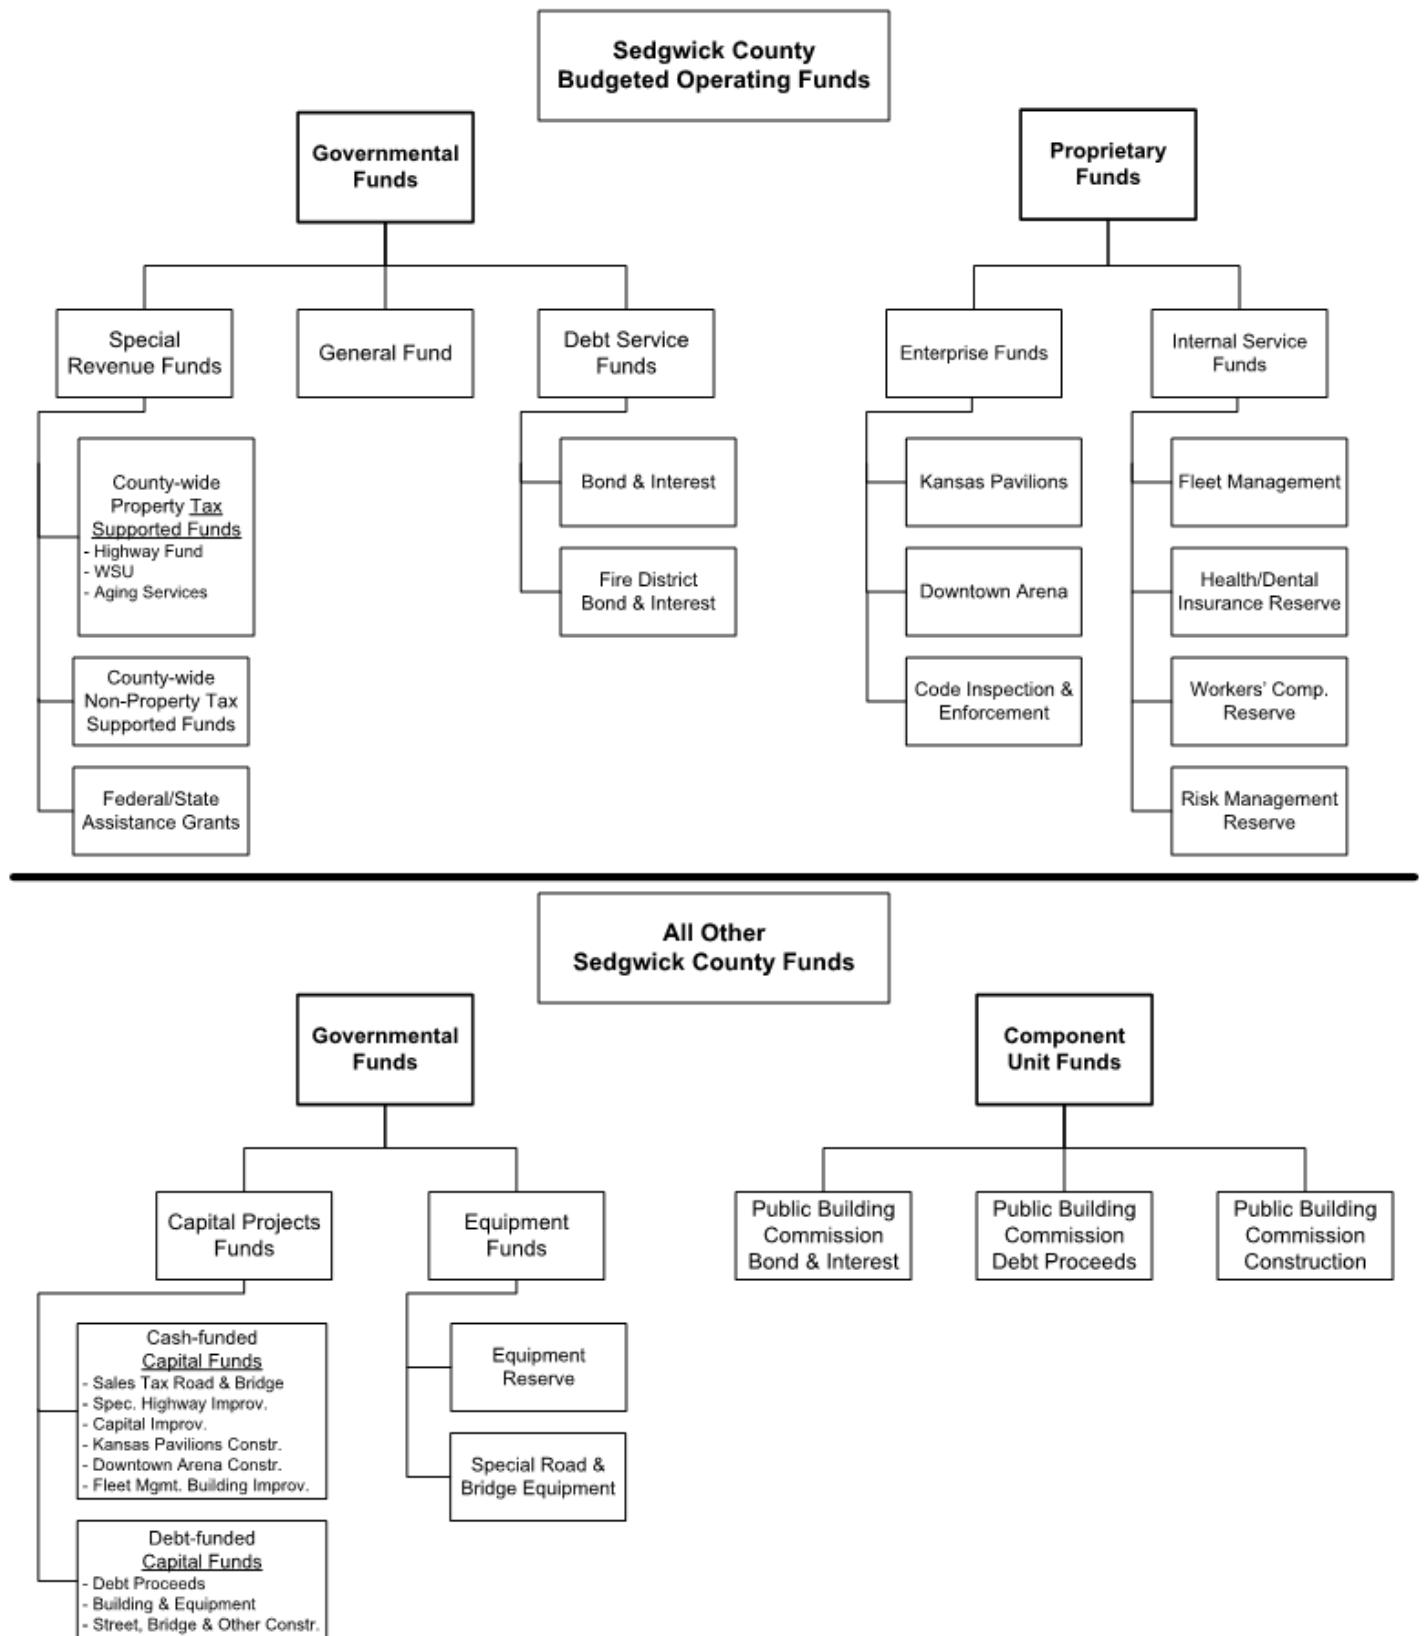 Sedgwick County
Budgeted Operating Funds
Governmental
Funds
Proprietary
Funds
Special
Revenue Funds
General Fund
Debt Service
Funds
Enterprise Funds
Internal Service
Funds
County-wide
Property Tax
Supported Funds
- Highway Fund
- WSU
- Aging Services
County-wide
Non-Property Tax
Supported Funds
Federal/State
Assistance Grants
Bond & Interest
Fire District
Bond & Interest
Kansas Pavilions
Downtown Arena
Code Inspection &
Enforcement
Fleet Management
Health/Dental
Insurance Reserve
Workers' Comp.
Reserve
Risk Management
Reserve
All Other
Sedgwick County Funds
Governmental
Funds
Component
Unit Funds
Capital Projects
Funds
Equipment
Funds
Public Building
Commission
Bond & Interest
Public Building
Commission
Debt Proceeds
Public Building
Commission
Construction
Cash-funded
Capital Funds
- Sales Tax Road & Bridge
- Spec. Highway Improv.
- Capital Improv.
- Kansas Pavilions Constr.
- Downtown Arena Constr.
- Fleet Mgmt. Building Improv.
Debt-funded
Capital Funds
- Debt Proceeds
- Building & Equipment
- Street, Bridge & Other Constr.
Equipment
Reserve
Special Road &
Bridge Equipment